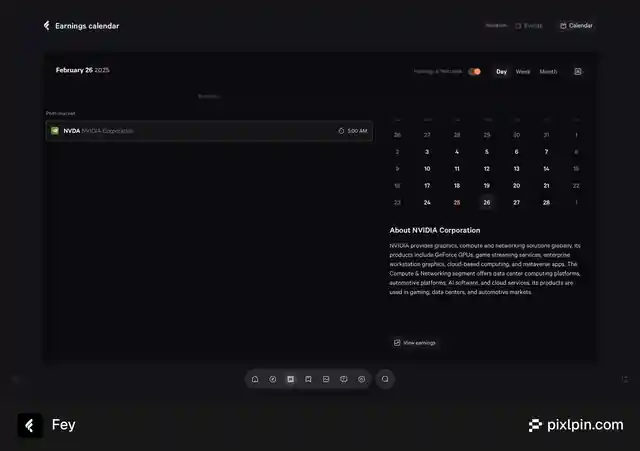 Earnings calendar
Events Calendar
February 26 2025
Day Week Month
NVDA NVIDIA Corporation 5:00 AM
26 27 28 29 30 31 1
2 3 4 5 6 7 8
9 10 11 12 13 14 15
16 17 18 19 20 21 22
23 24 25 26 27 28 1
About NVIDIA Corporation
NVIDIA provides graphics, compute and networking solutions globally. Its
products include GeForce GPUs, game streaming services, enterprise
workstation graphics, cloud-based computing, and metaverse apps. The
Compute & Networking segment offers data center computing platforms,
automotive platforms, AI software, and cloud services. Its products are
used in gaming, data centers, and automotive markets.
View earnings
Fey
pixlpin.com